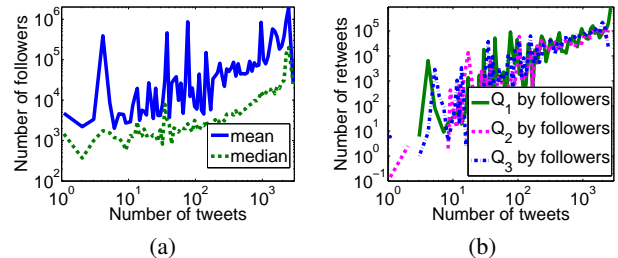 Number of followers
10^6
10^5
10^4
10^3
10^2
mean
median
10^0 10^1 10^2 10^3
Number of tweets
(a)
Number of retweets
10^5
10^4
10^3
10^2
10^1
10^0
10^-1
Q_1 by followers
Q_2 by followers
Q_3 by followers
10^0 10^1 10^2 10^3
Number of tweets
(b)